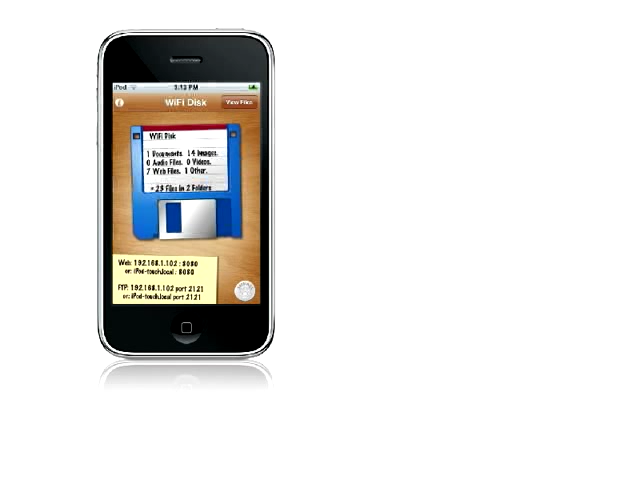 iPod 3:13 PM
WiFi Disk View Files
WiFi Disk
1 Documents. 14 Images.
0 Audio Files. 0 Videos.
7 Web Files. 1 Other.
• 23 Files in 2 Folders
Web: 192.168.1.102 : 8080
or: iPod-touch.local : 8080
FTP: 192.168.1.102 port 2121
or: iPod-touch.local port 2121